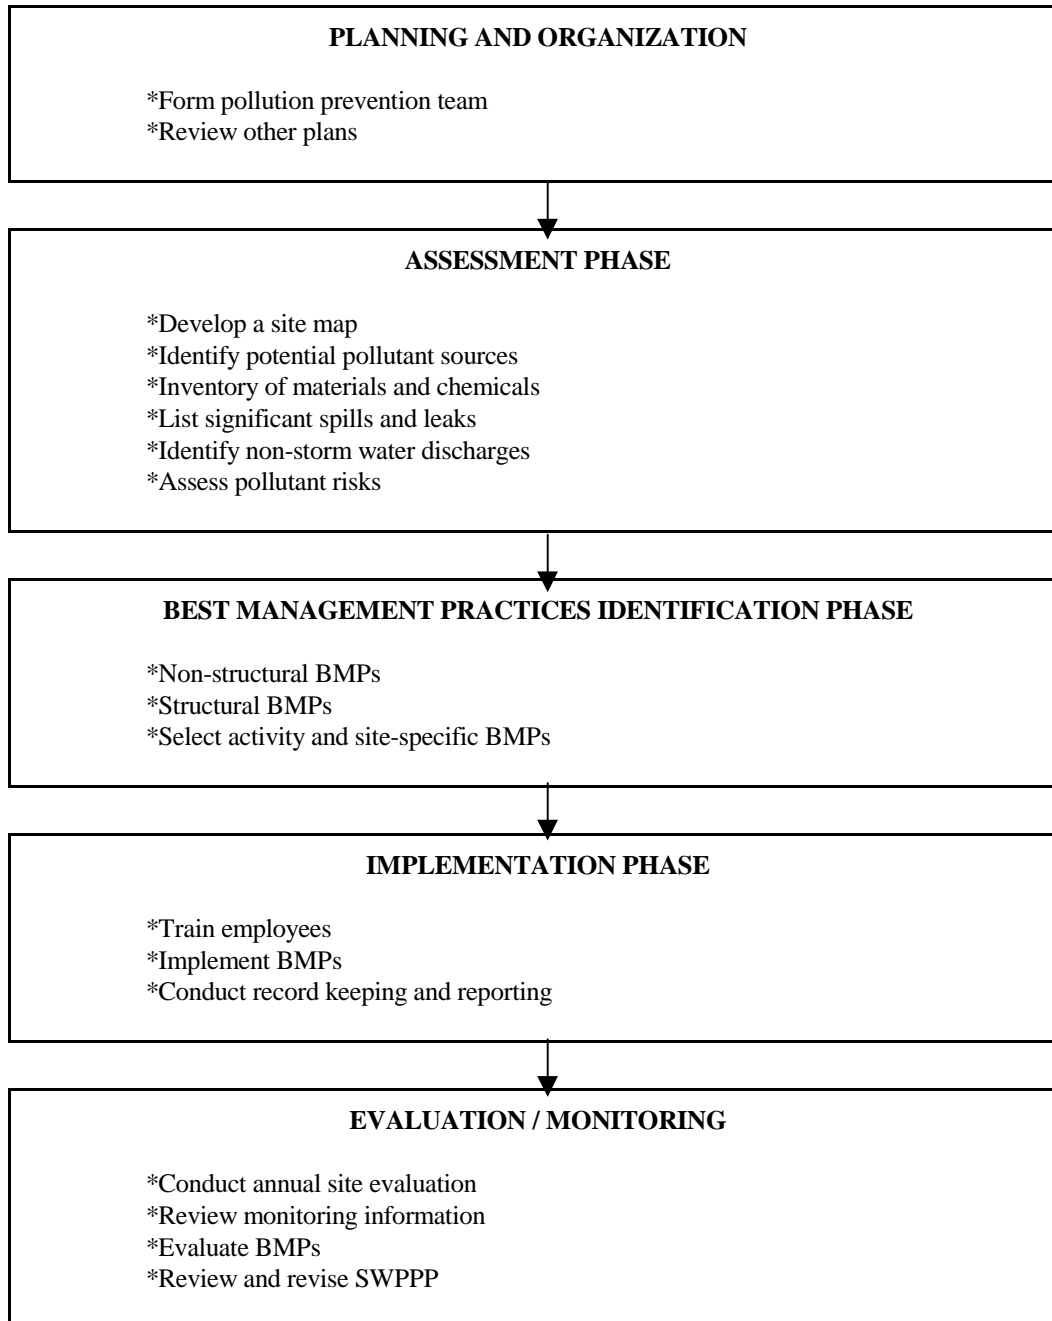 PLANNING AND ORGANIZATION
*Form pollution prevention team
*Review other plans
ASSESSMENT PHASE
*Develop a site map
*Identify potential pollutant sources
*Inventory of materials and chemicals
*List significant spills and leaks
*Identify non-storm water discharges
*Assess pollutant risks
BEST MANAGEMENT PRACTICES IDENTIFICATION PHASE
*Non-structural BMPs
*Structural BMPs
*Select activity and site-specific BMPs
IMPLEMENTATION PHASE
*Train employees
*Implement BMPs
*Conduct record keeping and reporting
EVALUATION / MONITORING
*Conduct annual site evaluation
*Review monitoring information
*Evaluate BMPs
*Review and revise SWPPP